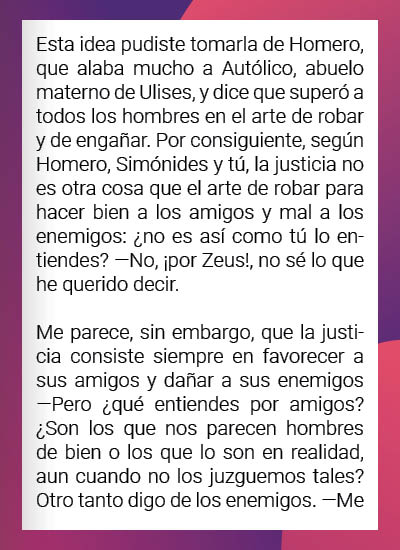 Esta idea pudiste tomarla de Homero,
que alaba mucho a Autólico, abuelo
materno de Ulises, y dice que superó a
todos los hombres en el arte de robar
y de engañar. Por consiguiente, según
Homero, Simónides y tú, la justicia no
es otra cosa que el arte de robar para
hacer bien a los amigos y mal a los
enemigos: ¿no es así como tú lo en-
tiendes? —No, ¡por Zeus!, no sé lo que
he querido decir.

Me parece, sin embargo, que la justi-
cia consiste siempre en favorecer a
sus amigos y dañar a sus enemigos
—Pero ¿qué entiendes por amigos?
¿Son los que nos parecen hombres
de bien o los que lo son en realidad,
aun cuando no los juzguemos tales?
Otro tanto digo de los enemigos. —Me